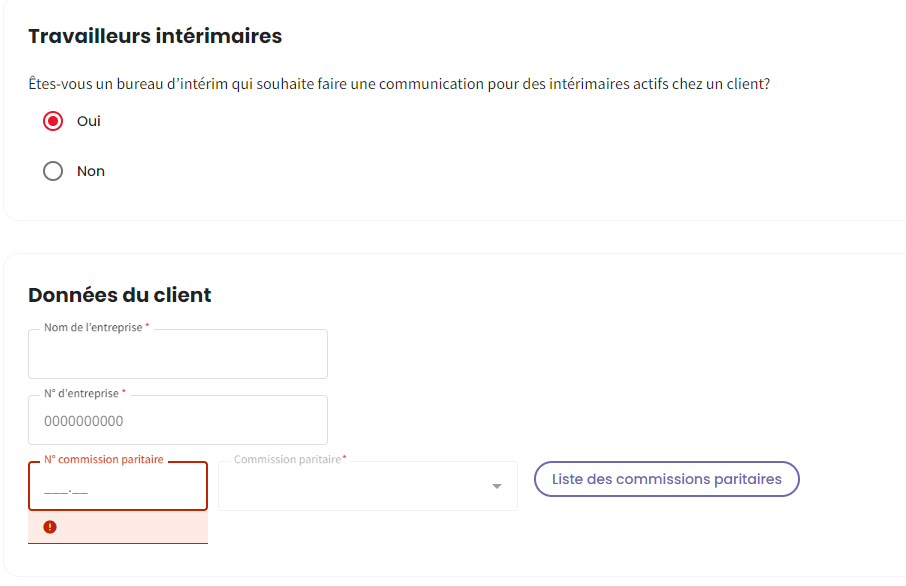 Travailleurs intérimaires
Êtes-vous un bureau d’intérim qui souhaite faire une communication pour des intérimaires actifs chez un client?
Oui
Non
Données du client
Nom de l'entreprise *
N° d'entreprise *
0000000000
N° commission paritaire
Commission paritaire *
___.__
Liste des commissions paritaires